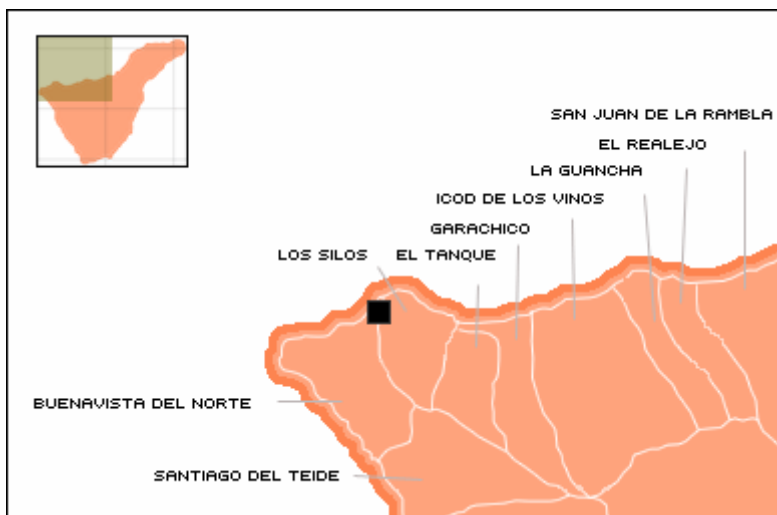 SAN JUAN DE LA RAMBLA
EL REALEJO
LA GUANCHA
ICOD DE LOS VINOS
GARACHICO
LOS SILOS
EL TANQUE
BUENAVISTA DEL NORTE
SANTIAGO DEL TEIDE